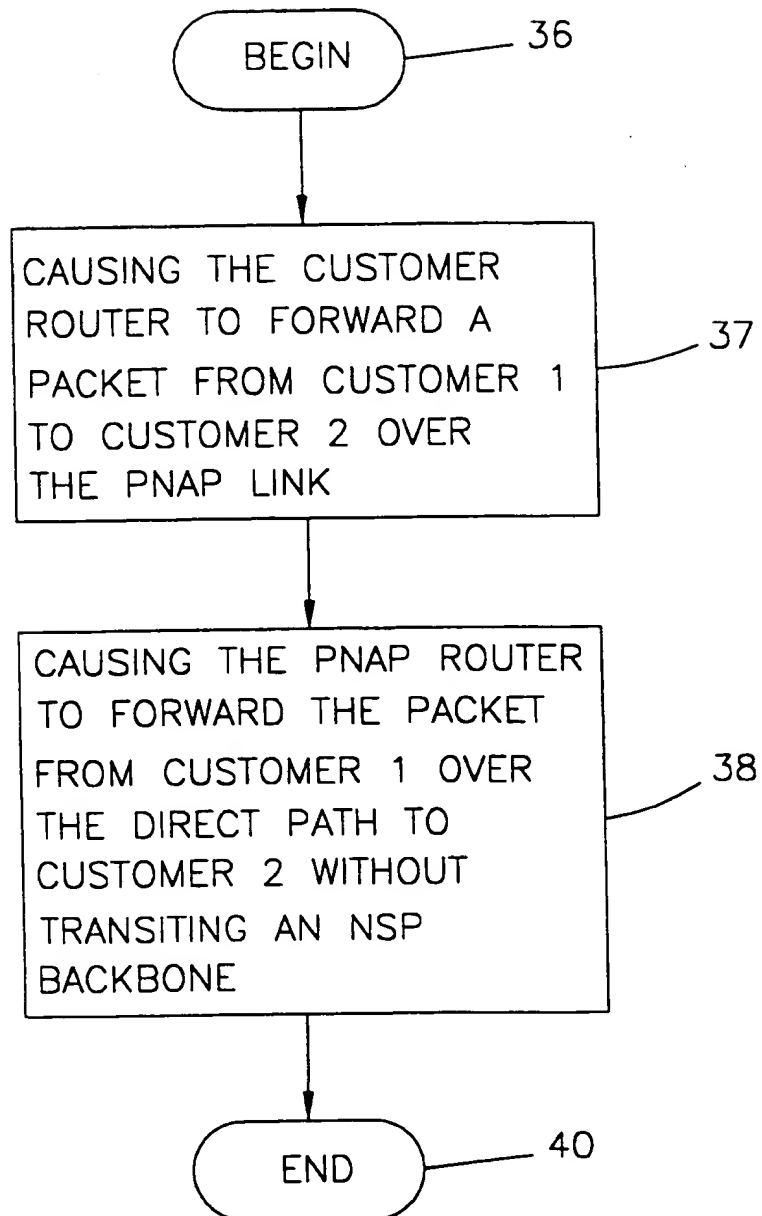 BEGIN
36
CAUSING THE CUSTOMER
ROUTER TO FORWARD A
PACKET FROM CUSTOMER 1
TO CUSTOMER 2 OVER
THE PNAP LINK
37
CAUSING THE PNAP ROUTER
TO FORWARD THE PACKET
FROM CUSTOMER 1 OVER
THE DIRECT PATH TO
CUSTOMER 2 WITHOUT
TRANSITING AN NSP
BACKBONE
38
END
40